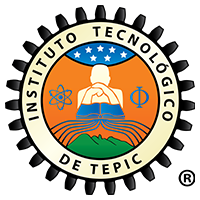 INSTITUTO TECNOLÓGICO
DE TEPIC
Φ
®